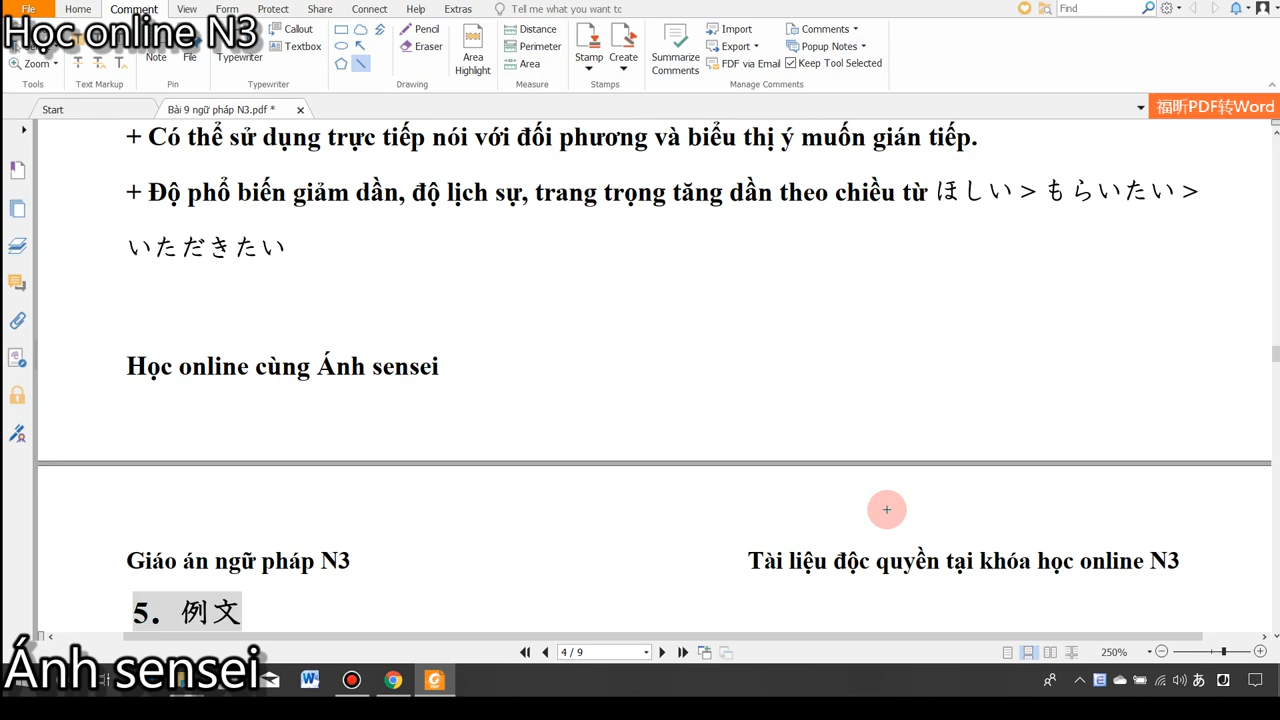 File Home Comment View Form Protect Share Connect Help Extras Tell me what you want tc Find
Học online N3
Callout Pencil Distance Import Comments
Textbox Eraser Perimeter Export Popup Notes
Zoom Typewriter Note File Area Highlight Area Stamp Create Summarize Comments FDF via Email Keep Tool Selected
Tools Text Markup Pin Typewriter Drawing Measure Stamps Manage Comments
Start Bài 9 ngữ pháp N3.pdf * 福昕PDF转Word
+ Có thể sử dụng trực tiếp nói với đối phương và biểu thị ý muốn gián tiếp.
+ Độ phổ biến giảm dần, độ lịch sự, trang trọng tăng dần theo chiều từ ほしい > もらいたい >
いただきたい
Học online cùng Ánh sensei
Giáo án ngữ pháp N3 Tài liệu độc quyền tại khóa học online N3
5. 例文
4 / 9 250%
Ánh sensei
あ